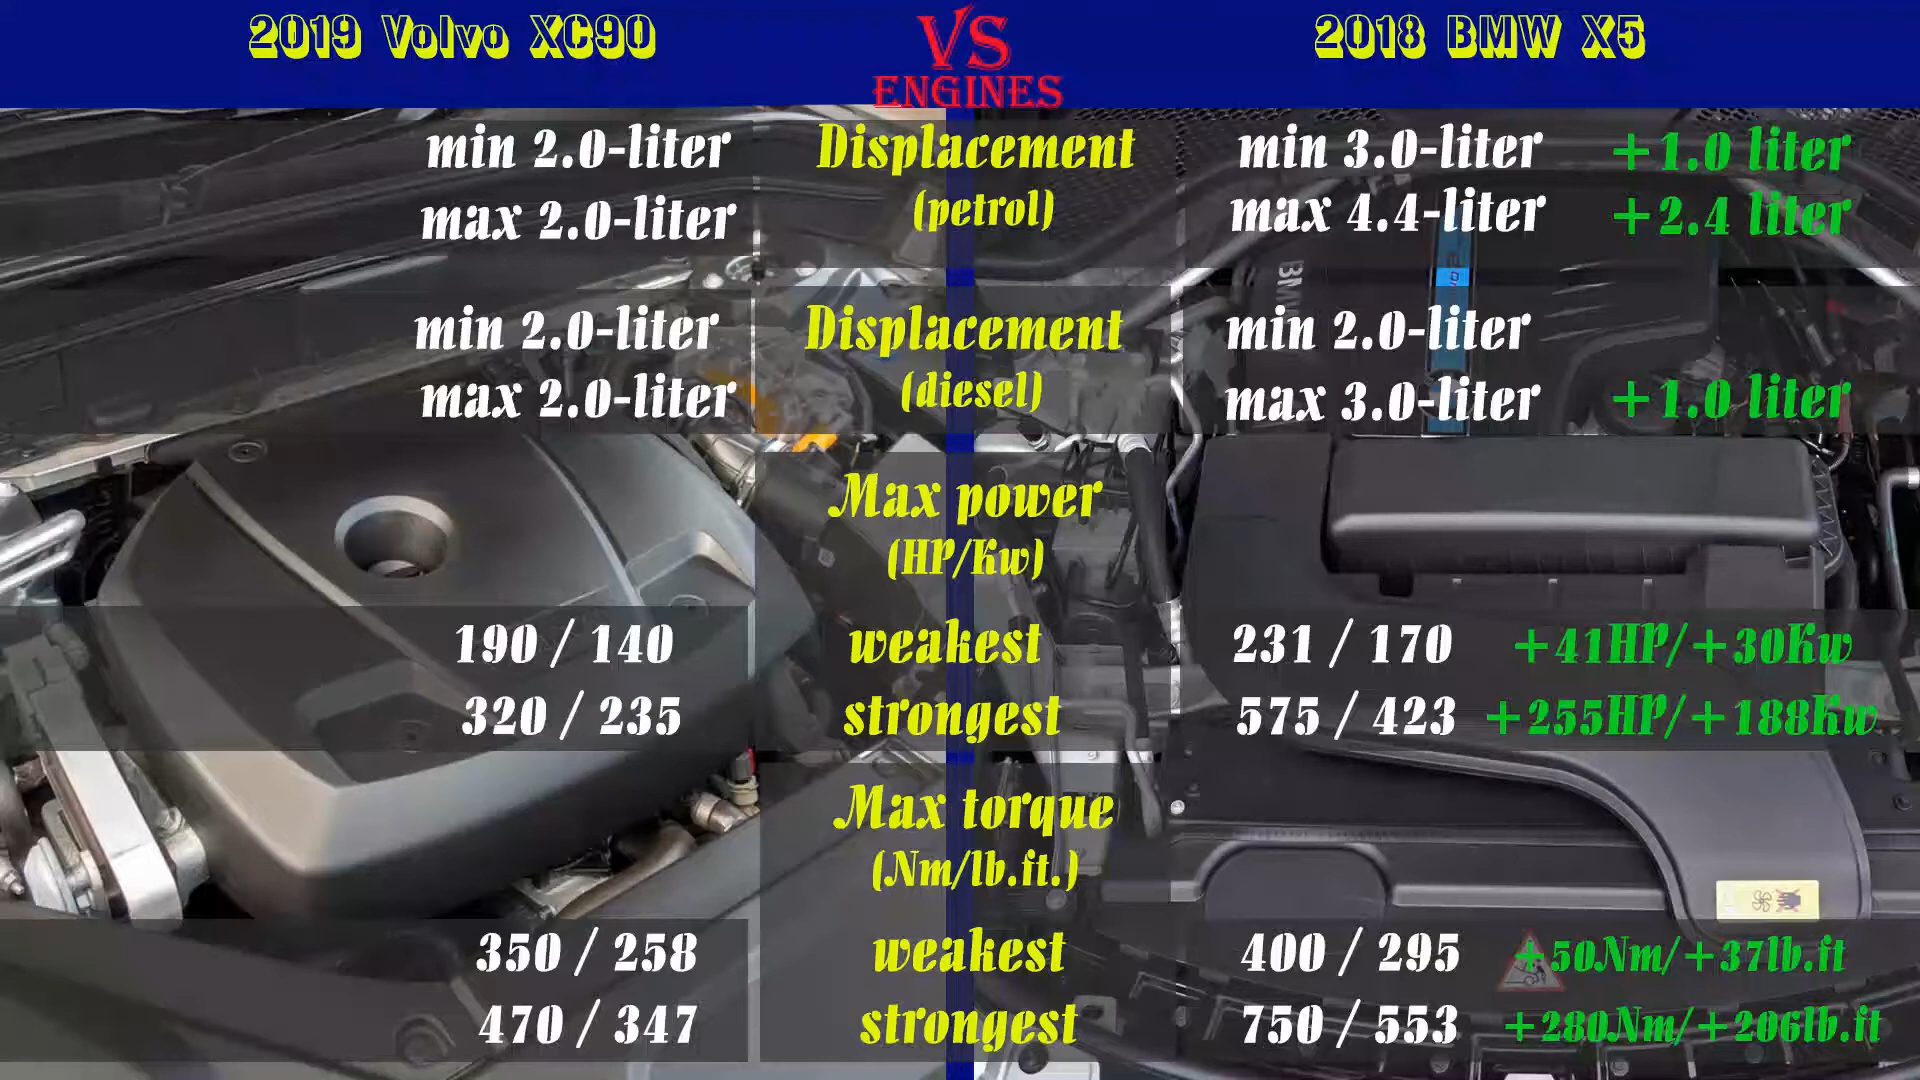 2019 Volvo XC90 VS 2018 BMW X5
ENGINES
min 2.0-liter Displacement min 3.0-liter +1.0 liter
max 2.0-liter (petrol) max 4.4-liter +2.4 liter
BMW
min 2.0-liter Displacement min 2.0-liter
max 2.0-liter (diesel) max 3.0-liter +1.0 liter
Max power
(HP/Kw)
190 / 140 weakest 231 / 170 +41HP/+30Kw
320 / 235 strongest 575 / 423 +255HP/+188Kw
Max torque
(Nm/lb.ft.)
350 / 258 weakest 400 / 295 +50Nm/+37lb.ft
470 / 347 strongest 750 / 553 +280Nm/+206lb.ft